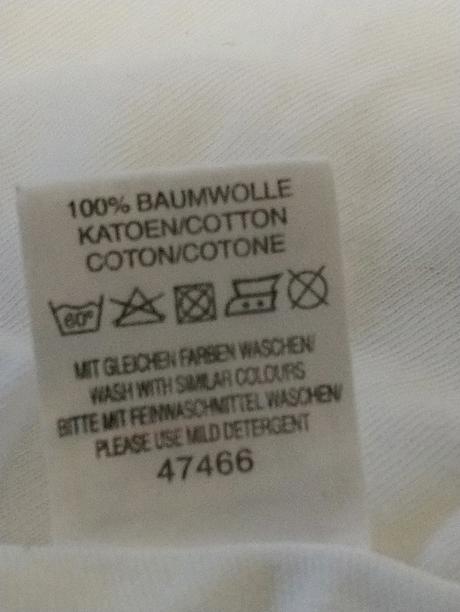 100% BAUMWOLLE
KATOEN/COTTON
COTON/COTONE
60°
MIT GLEICHEN FARBEN WASCHEN/
WASH WITH SIMILAR COLOURS
BITTE MIT FEINWASCHMITTEL WASCHEN/
PLEASE USE MILD DETERGENT
47466